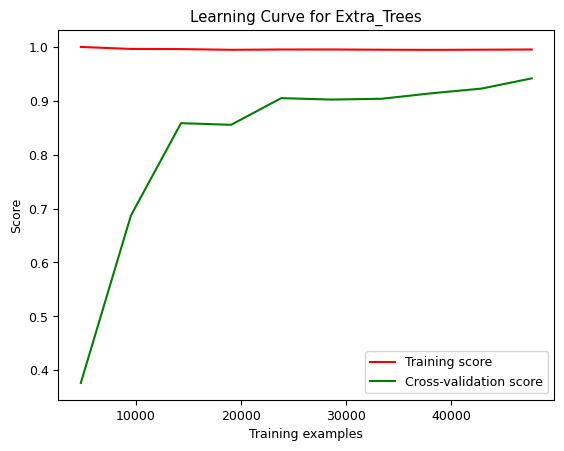 Learning Curve for Extra_Trees
1.0
0.9
0.8
0.7
0.6
0.5
0.4
Score
10000
20000
30000
40000
Training examples
Training score
Cross-validation score